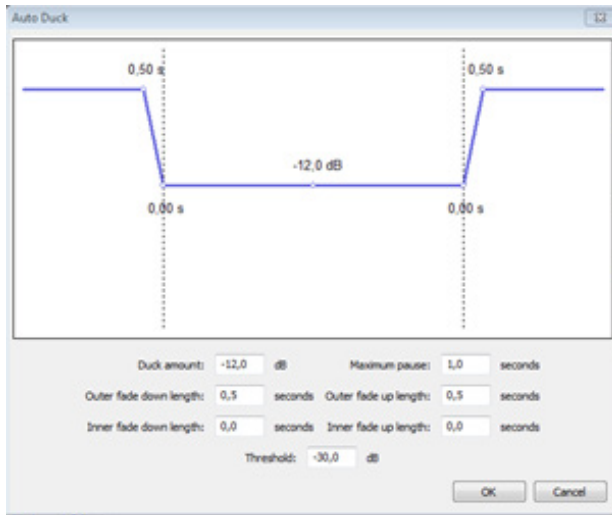 Auto Duck
0,50 s 0,50 s
-12,0 dB
0,00 s 0,00 s
Duck amount: -12,0 dB Maximum pause: 1,0 seconds
Outer fade down length: 0,5 seconds Outer fade up length: 0,5 seconds
Inner fade down length: 0,0 seconds Inner fade up length: 0,0 seconds
Threshold: -30,0 dB
OK Cancel